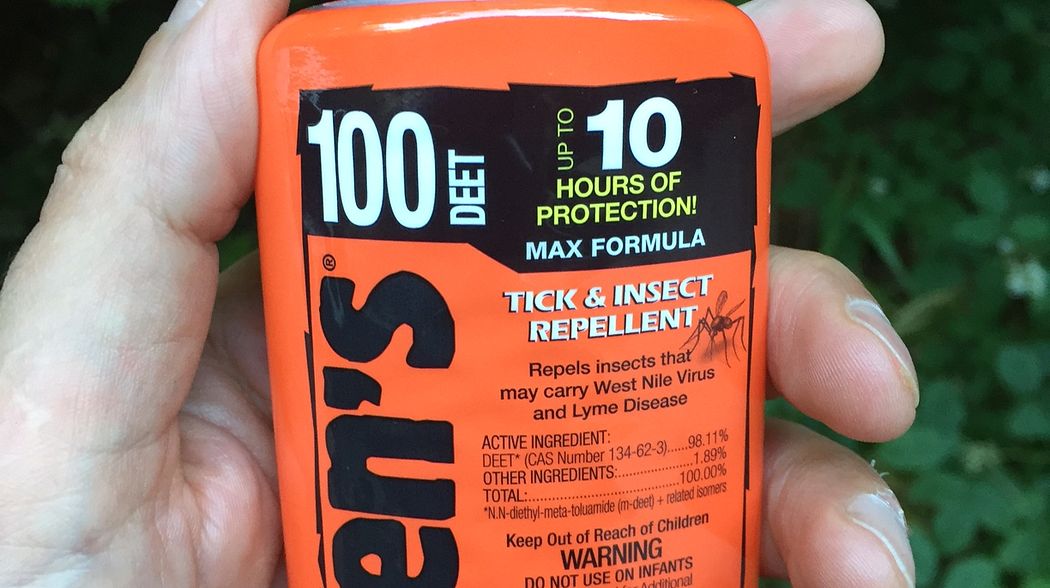 100 DEET
UP TO 10
HOURS OF
PROTECTION!
MAX FORMULA
en's®
TICK & INSECT
REPELLENT
Repels insects that
may carry West Nile Virus
and Lyme Disease
ACTIVE INGREDIENT:
DEET* (CAS Number 134-62-3).....98.11%
OTHER INGREDIENTS:..............1.89%
TOTAL:..........................100.00%
*N.N-diethyl-meta-toluamide (m-deet) + related isomers
Keep Out of Reach of Children
WARNING
DO NOT USE ON INFANTS
for Additional